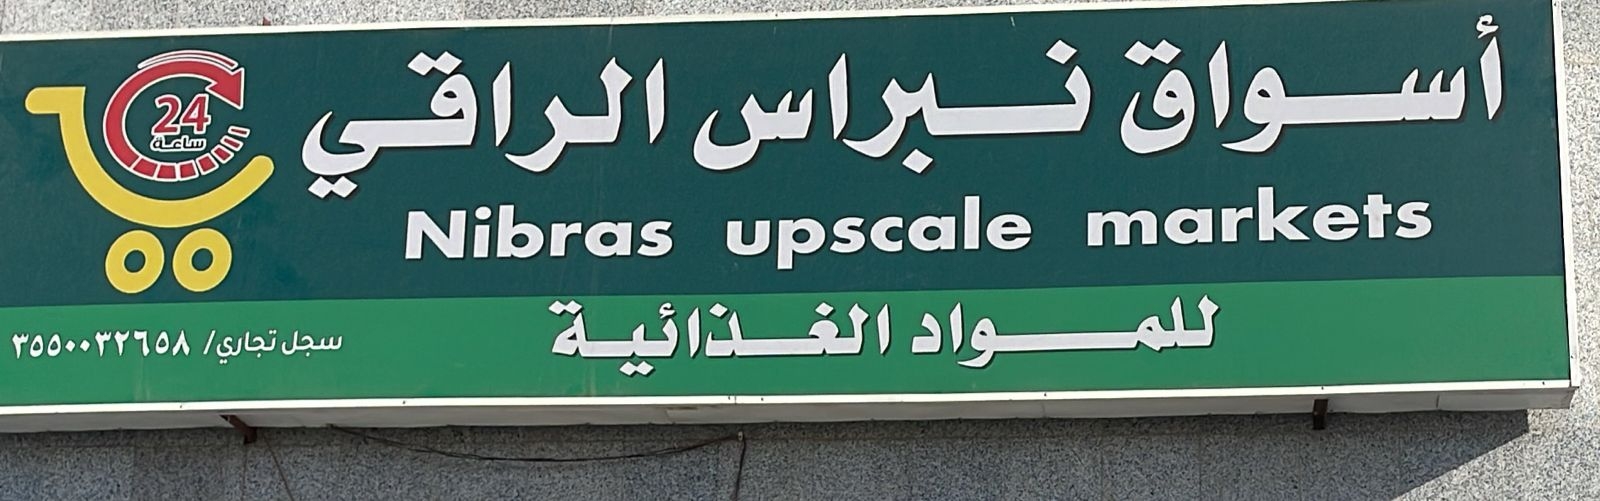 أسواق نبراس الراقي
24
ساعة
Nibras upscale markets
للمواد الغذائية
سجل تجاري/ ٣٥٥٠٠٣٢٦٥٨